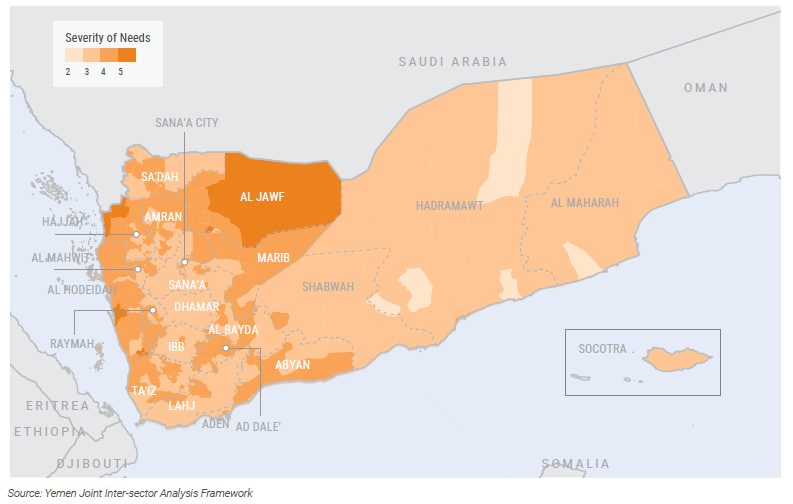 Severity of Needs
2 3 4 5
SAUDI ARABIA
OMAN
SANA'A CITY
SA'DAH
AL JAWF
AMRAN
HADRAMAWT
AL MAHARAH
HAJJAH
AL MAHWIT
MARIB
SANA'A
SHABWAH
AL HODEIDAH
DHAMAR
AL BAYDA
RAYMAH
IBB
SOCOTRA
ABYAN
TA'IZ
LAHJ
ERITREA
ADEN
AD DALE'
ETHIOPIA
DJIBOUTI
SOMALIA
Source: Yemen Joint Inter-sector Analysis Framework